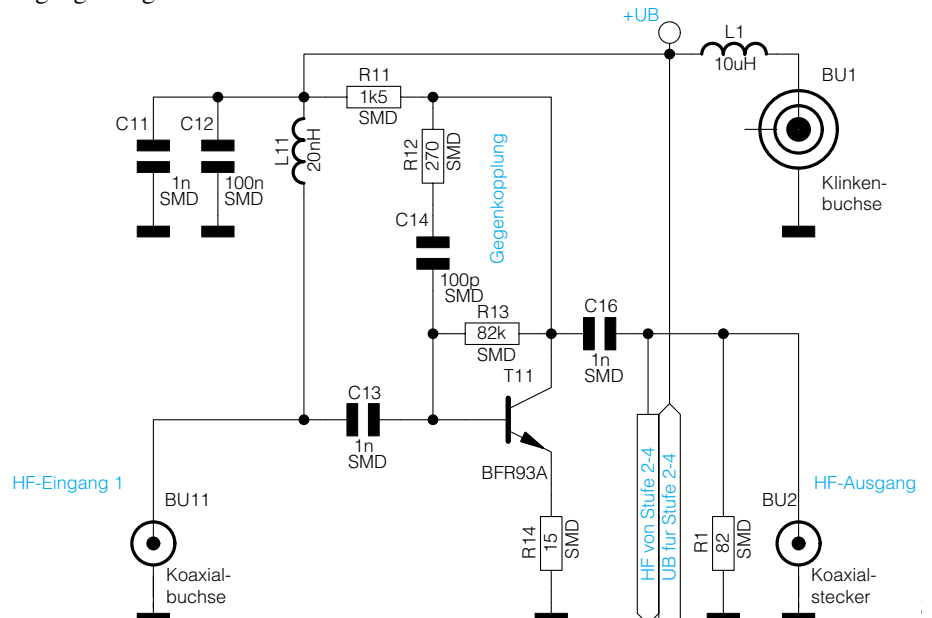 +UB
L1
10uH
BU1
R11
1k5
SMD
C11
C12
1n
SMD
100n
SMD
L11
20nH
R12
270
SMD
Gegenkopplung
Klinken-
buchse
C14
100p
SMD
R13
82k
SMD
C16
1n
SMD
T11
C13
1n
SMD
BFR93A
HF-Eingang 1
BU11
Koaxial-
buchse
R14
15
SMD
HF von Stufe 2-4
UB fur Stufe 2-4
R1
82
SMD
BU2
HF-Ausgang
Koaxial-
stecker